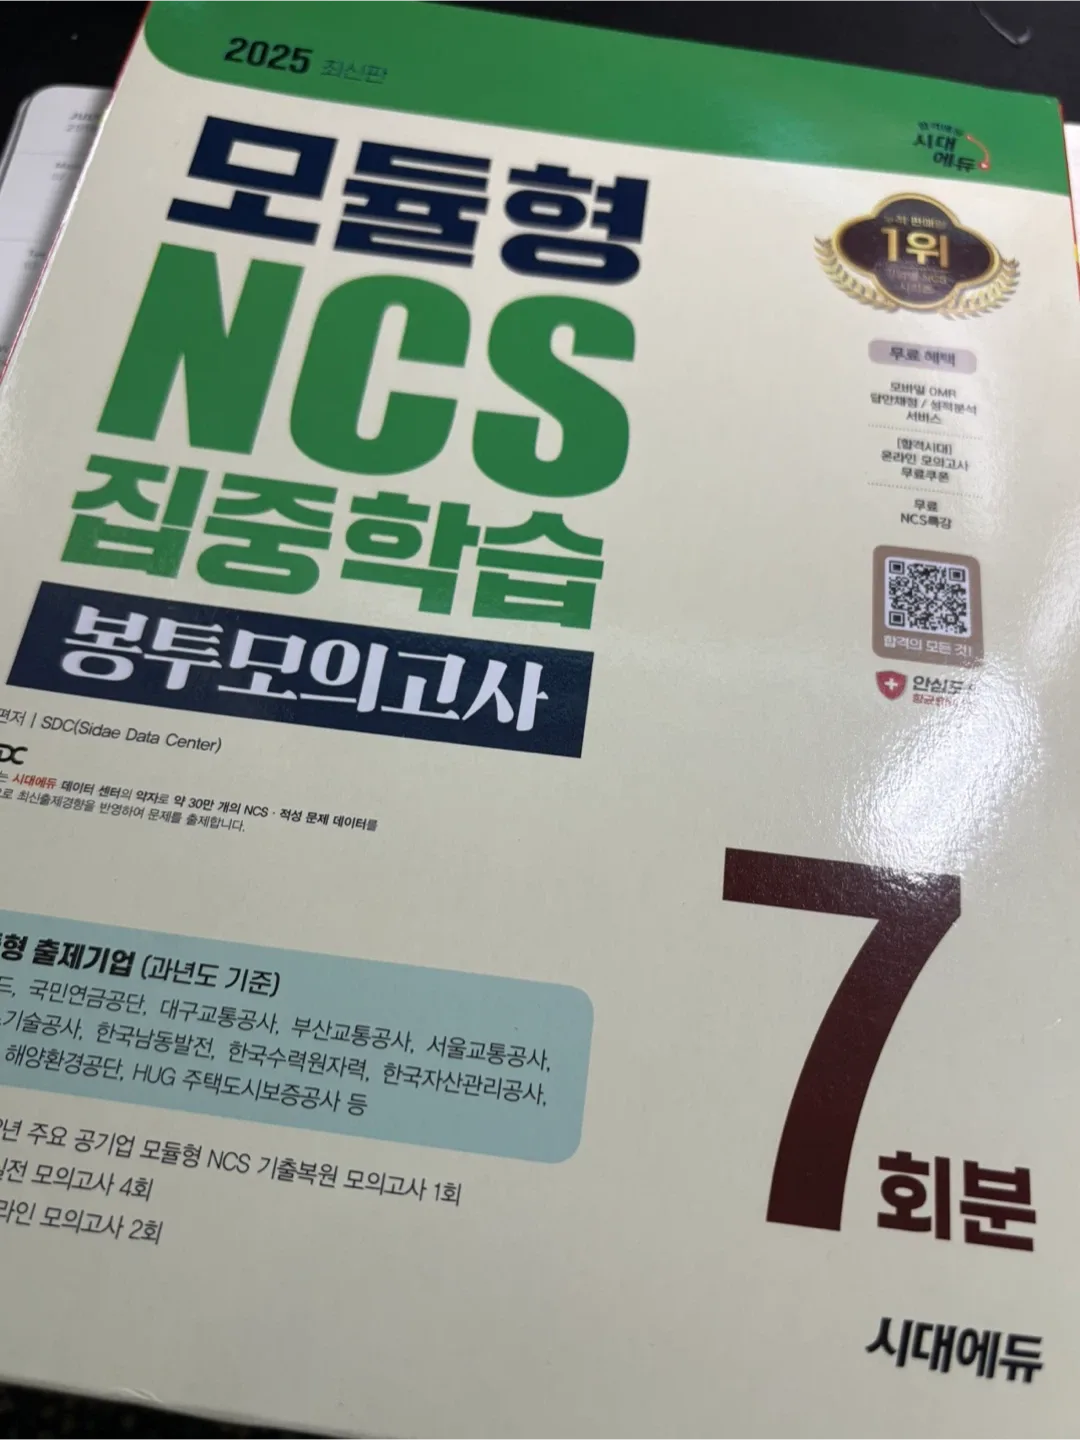 2025 최신판
합격에듀
시대
에듀
모듈형
NCS
집중학습
봉투모의고사
누적 판매량
1위
무료 혜택
모바일 OMR
답안채점 / 성적분석
서비스
[합격시대]
온라인 모의고사
무료쿠폰
무료
NCS특강
합격의 모든 것!
편저 | SDC(Sidae Data Center)
는 시대에듀 데이터 센터의 약자로 약 30만 개의 NCS · 적성 문제 데이터를
로 최신출제경향을 반영하여 문제를 출제합니다.
형 출제기업 (과년도 기준)
드, 국민연금공단, 대구교통공사, 부산교통공사, 서울교통공사,
기술공사, 한국남동발전, 한국수력원자력, 한국자산관리공사,
해양환경공단, HUG 주택도시보증공사 등
년 주요 공기업 모듈형 NCS 기출복원 모의고사 1회
실전 모의고사 4회
라인 모의고사 2회
7회분
시대에듀